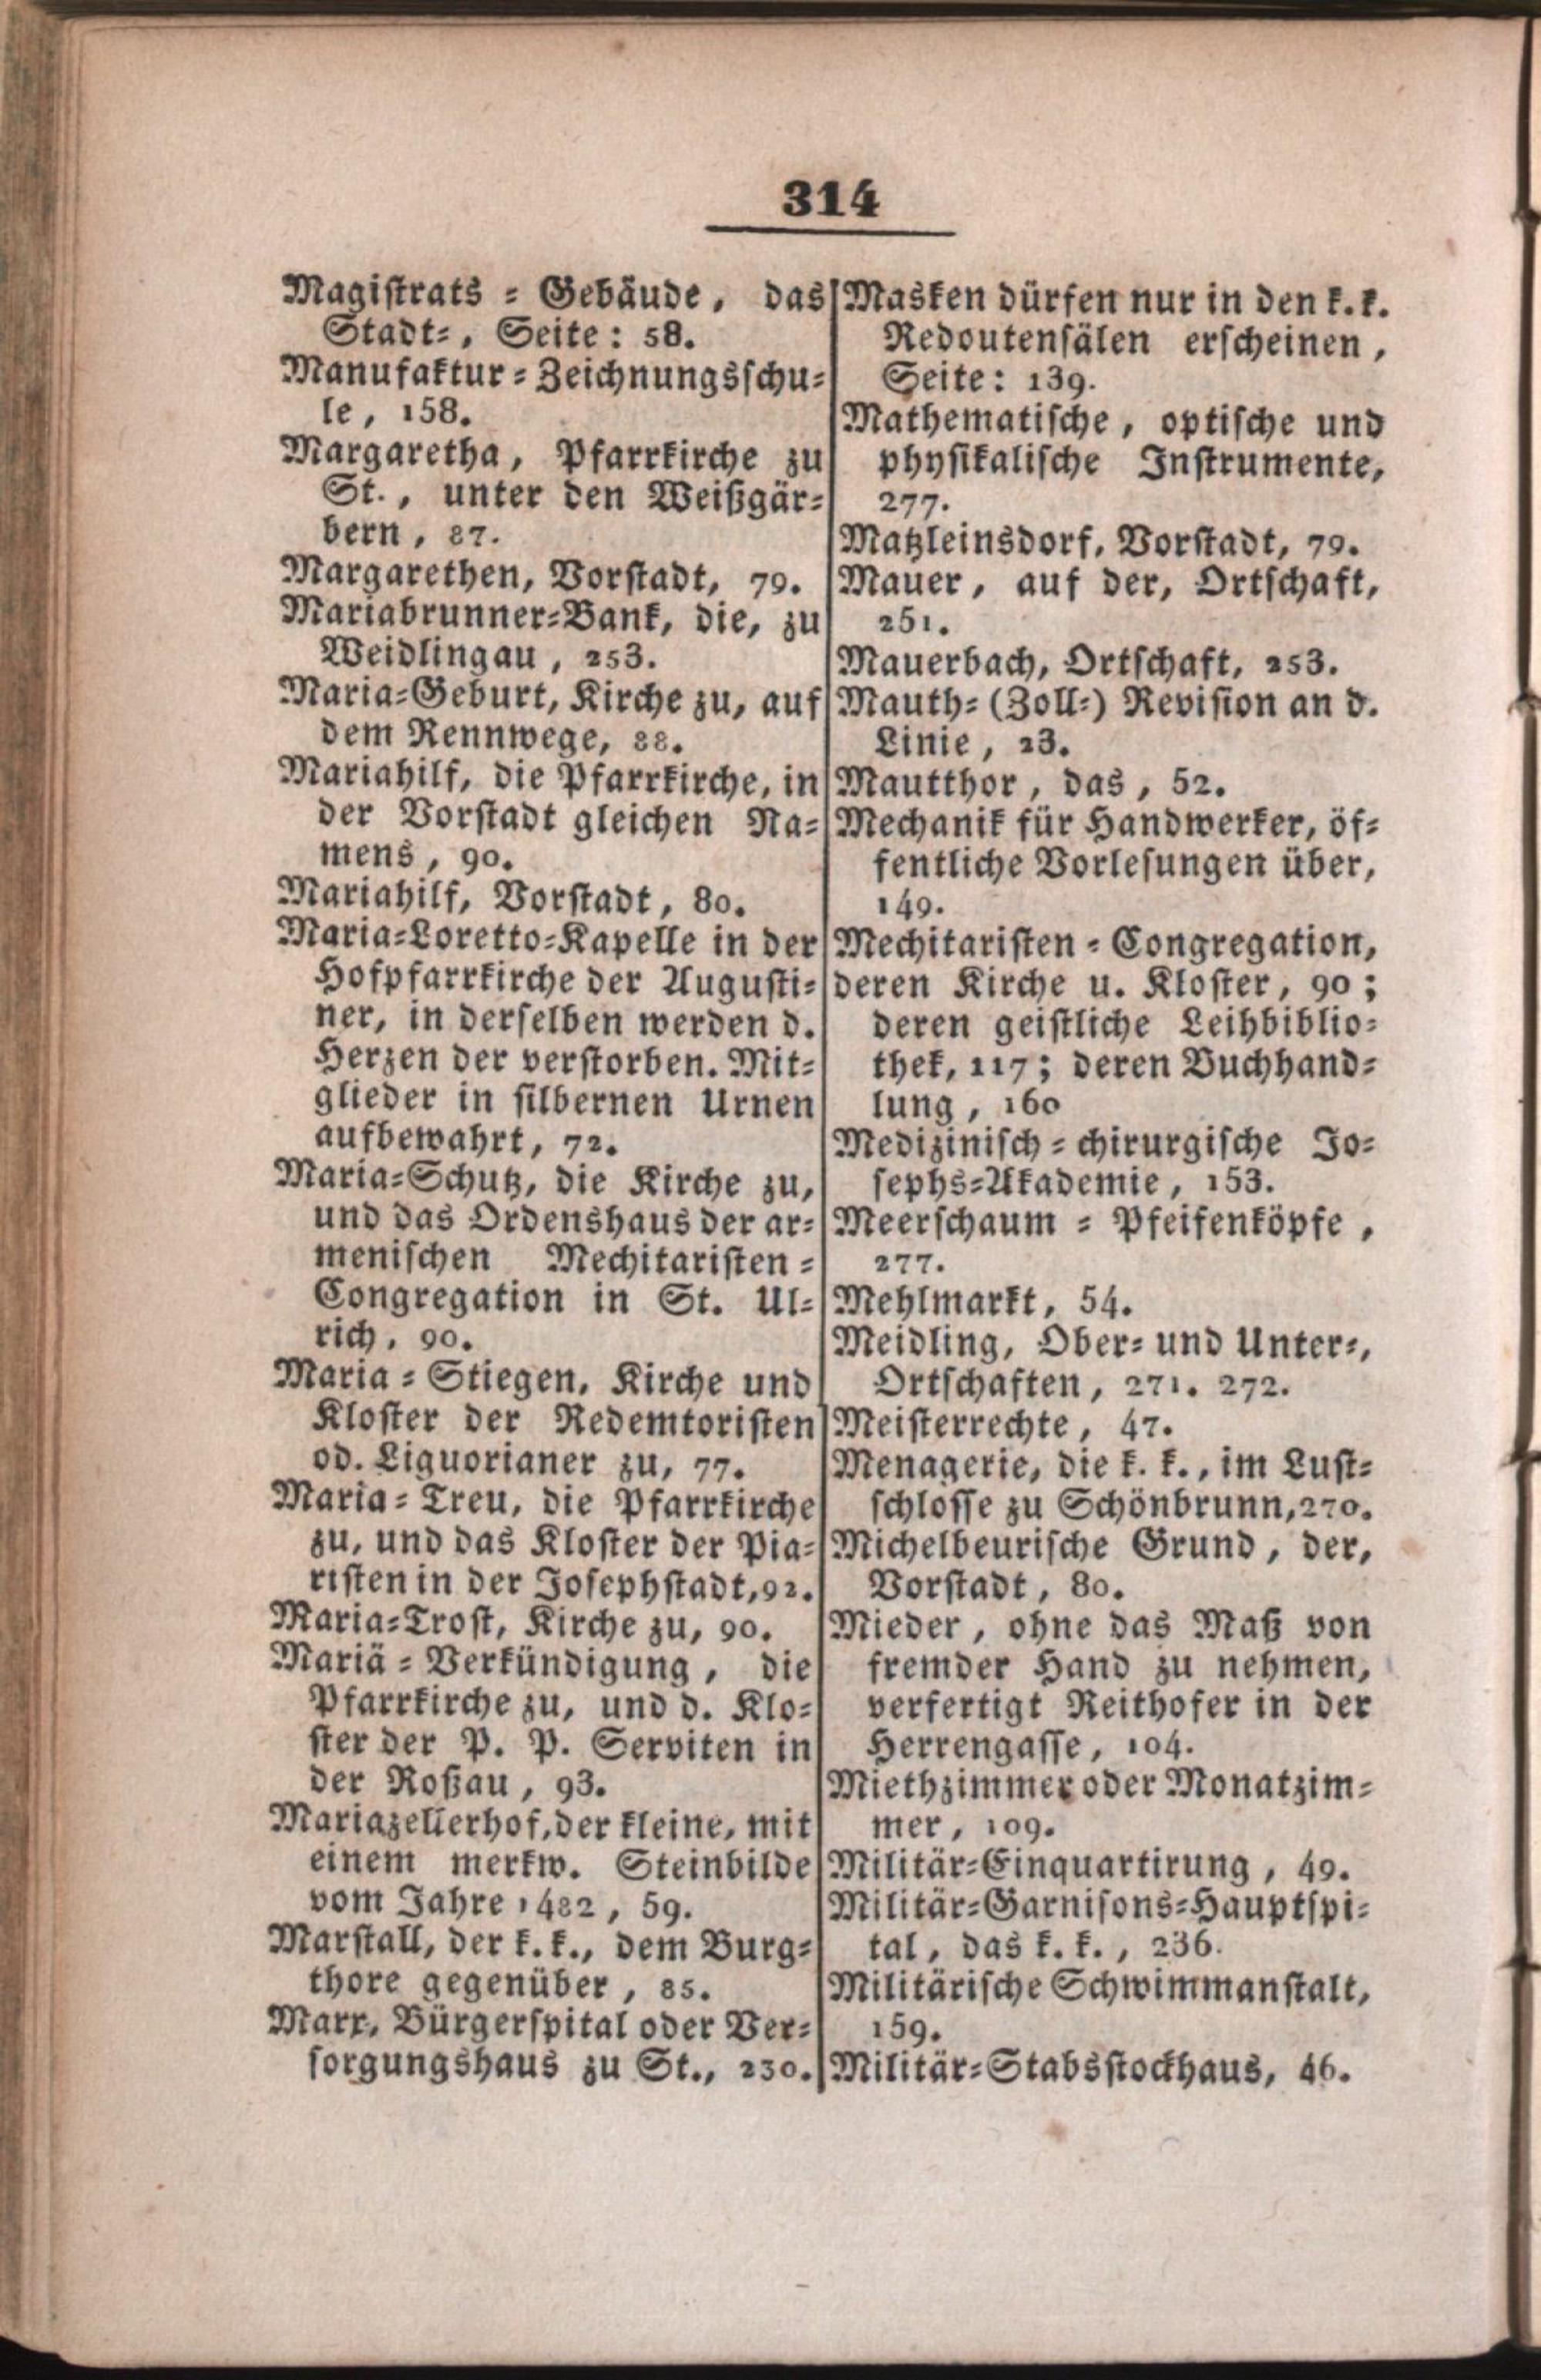 314
Magistrats = Gebäude, das
Stadt=, Seite: 58.
Manufaktur = Zeichnungsschu=
le, 158.
Margaretha, Pfarrkirche zu
St., unter den Weißgär=
bern, 87.
Margarethen, Vorstadt, 79.
Mariabrunner=Bank, die, zu
Weidlingau, 253.
Maria=Geburt, Kirche zu, auf
dem Rennwege, 88.
Mariahilf, die Pfarrkirche, in
der Vorstadt gleichen Na=
mens, 90.
Mariahilf, Vorstadt, 80.
Maria=Loretto=Kapelle in der
Hofpfarrkirche der Augusti=
ner, in derselben werden d.
Herzen der verstorben. Mit=
glieder in silbernen Urnen
aufbewahrt, 72.
Maria=Schutz, die Kirche zu,
und das Ordenshaus der ar=
menischen Mechitaristen =
Congregation in St. Ul=
rich, 90.
Maria = Stiegen, Kirche und
Kloster der Redemtoristen
od. Liguorianer zu, 77.
Maria = Treu, die Pfarrkirche
zu, und das Kloster der Pia=
risten in der Josephstadt, 92.
Maria=Trost, Kirche zu, 90.
Mariä = Verkündigung, die
Pfarrkirche zu, und d. Klo=
ster der P. P. Serviten in
der Roßau, 93.
Mariazellerhof, der kleine, mit
einem merkw. Steinbilde
vom Jahre 1482, 59.
Marstall, der k. k., dem Burg=
thore gegenüber, 85.
Marx, Bürgerspital oder Ver=
sorgungshaus zu St., 230.
Masken dürfen nur in den k. k.
Redoutensälen erscheinen,
Seite: 139.
Mathematische, optische und
physikalische Instrumente,
277.
Matzleinsdorf, Vorstadt, 79.
Mauer, auf der, Ortschaft,
251.
Mauerbach, Ortschaft, 253.
Mauth= (Zoll=) Revision an d.
Linie, 23.
Mautthor, das, 52.
Mechanik für Handwerker, öf=
fentliche Vorlesungen über,
149.
Mechitaristen = Congregation,
deren Kirche u. Kloster, 90;
deren geistliche Leihbiblio=
thek, 117; deren Buchhand=
lung, 160
Medizinisch = chirurgische Jo=
sephs=Akademie, 153.
Meerschaum = Pfeifenköpfe,
277.
Mehlmarkt, 54.
Meidling, Ober= und Unter=,
Ortschaften, 271. 272.
Meisterrechte, 47.
Menagerie, die k. k., im Lust=
schlosse zu Schönbrunn, 270.
Michelbeurische Grund, der,
Vorstadt, 80.
Mieder, ohne das Maß von
fremder Hand zu nehmen,
verfertigt Reithofer in der
Herrengasse, 104.
Miethzimmer oder Monatzim=
mer, 109.
Militär=Einquartirung, 49.
Militär=Garnisons=Hauptspi=
tal, das k. k., 236.
Militärische Schwimmanstalt,
159.
Militär=Stabsstockhaus, 46.